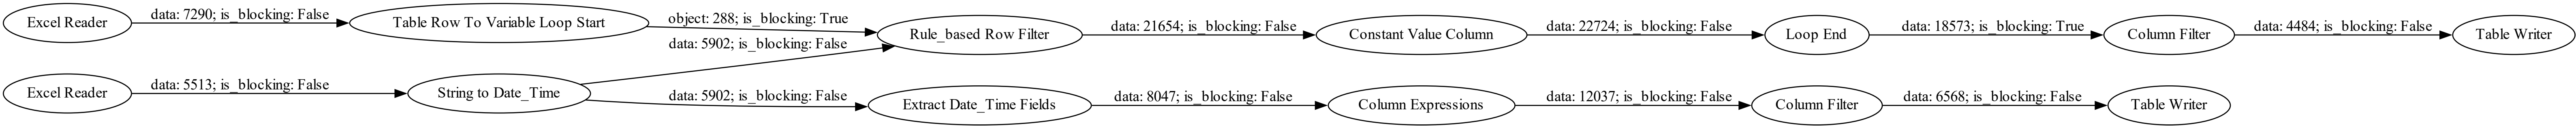 Excel Reader
data: 7290; is_blocking: False
Table Row To Variable Loop Start
object: 288; is_blocking: True
data: 5902; is_blocking: False
Rule_based Row Filter
data: 21654; is_blocking: False
Constant Value Column
data: 22724; is_blocking: False
Loop End
data: 18573; is_blocking: True
Column Filter
data: 4484; is_blocking: False
Table Writer
Excel Reader
data: 5513; is_blocking: False
String to Date_Time
data: 5902; is_blocking: False
Extract Date_Time Fields
data: 8047; is_blocking: False
Column Expressions
data: 12037; is_blocking: False
Column Filter
data: 6568; is_blocking: False
Table Writer